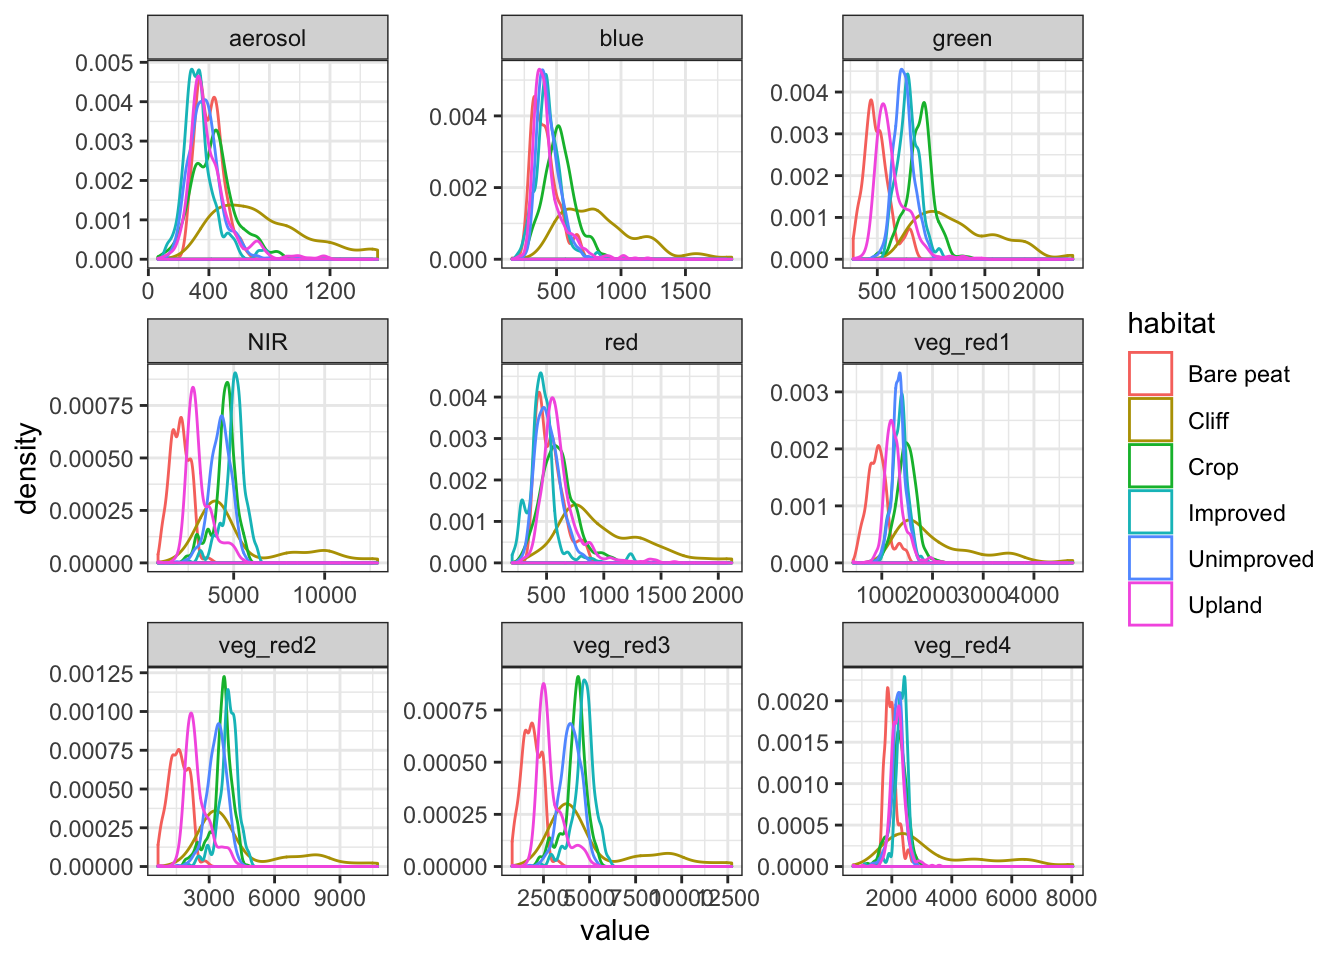 aerosol
blue
green
0.005
0.004
0.003
0.002
0.001
0.000
0.004
0.002
0.000
0.004
0.003
0.002
0.001
0.000
0 400 800 1200
500 1000 1500
500 1000 1500 2000
NIR
red
veg_red1
0.00075
0.00050
0.00025
0.00000
0.004
0.003
0.002
0.001
0.000
0.003
0.002
0.001
0.000
5000 10000
500 1000 1500 2000
1000 2000 3000 4000
veg_red2
veg_red3
veg_red4
0.00125
0.00100
0.00075
0.00050
0.00025
0.00000
0.00075
0.00050
0.00025
0.00000
0.0020
0.0015
0.0010
0.0005
0.0000
3000 6000 9000
2500 5000 7500 10000 12500
2000 4000 6000 8000
value
density
habitat
Bare peat
Cliff
Crop
Improved
Unimproved
Upland